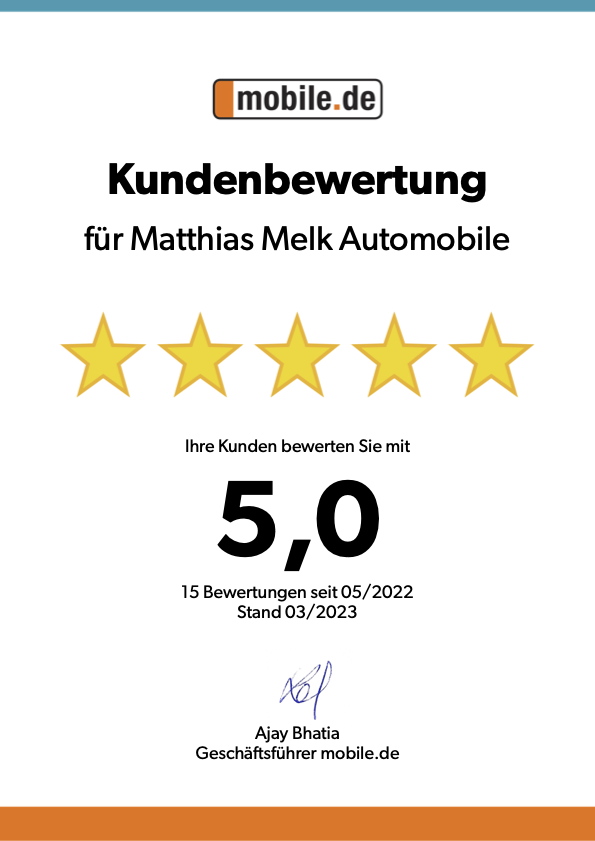 mobile.de
Kundenbewertung
für Matthias Melk Automobile
Ihre Kunden bewerten Sie mit
5,0
15 Bewertungen seit 05/2022
Stand 03/2023
Ajay Bhatia
Geschäftsführer mobile.de